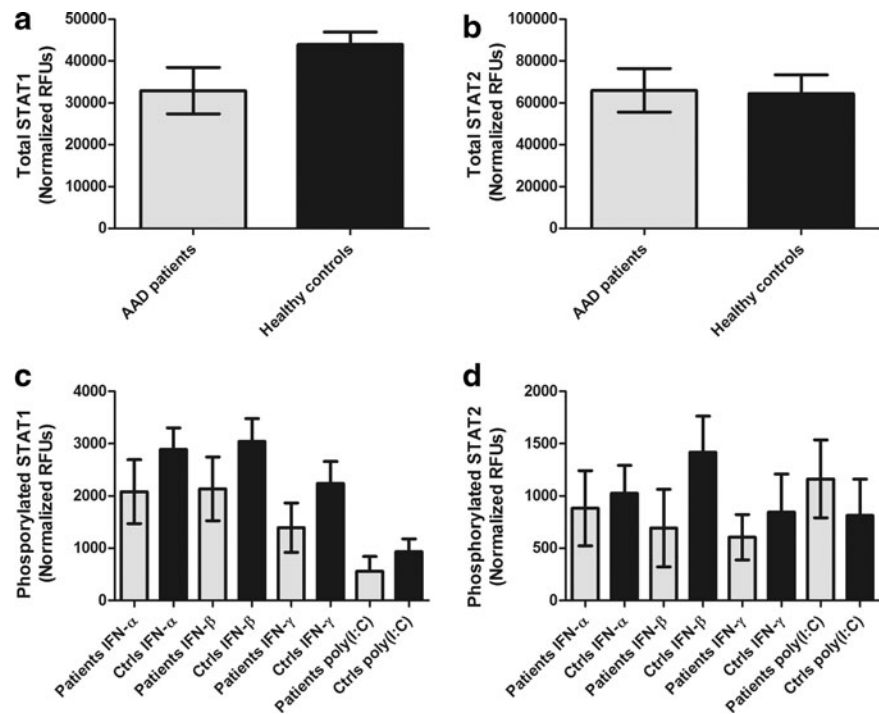 a
Total STAT1
(Normalized RFUs)
50000
40000
30000
20000
10000
0
AAD patients
Healthy controls
b
Total STAT2
(Normalized RFUs)
100000
80000
60000
40000
20000
0
AAD patients
Healthy controls
c
Phosporylated STAT1
(Normalized RFUs)
4000
3000
2000
1000
0
Patients IFN-α
Ctrls IFN-α
Patients IFN-β
Ctrls IFN-β
Patients IFN-γ
Ctrls IFN-γ
Patients poly(I:C)
Ctrls poly(I:C)
d
Phosphorylated STAT2
(Normalized RFUs)
2000
1500
1000
500
0
Patients IFN-α
Ctrls IFN-α
Patients IFN-β
Ctrls IFN-β
Patients IFN-γ
Ctrls IFN-γ
Patients poly(I:C)
Ctrls poly(I:C)